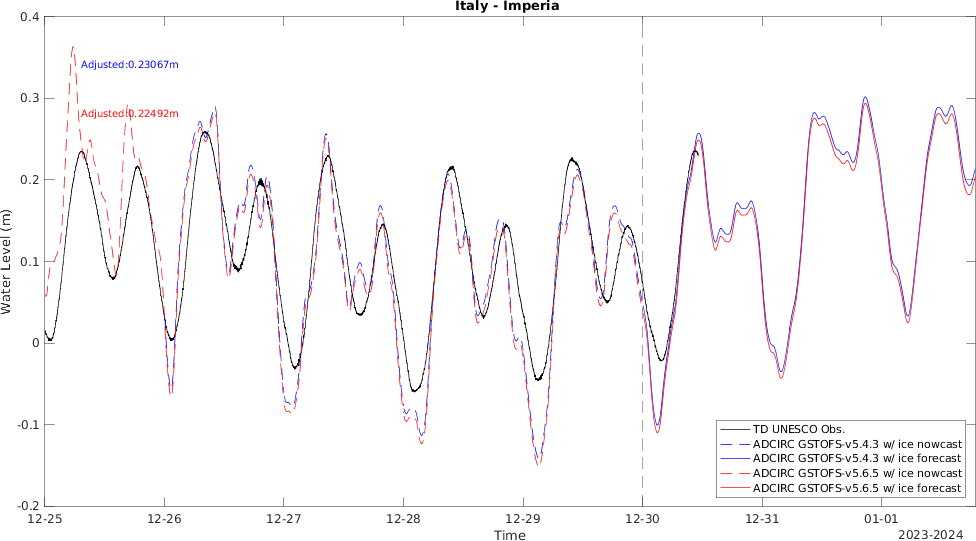 Italy - Imperia
0.4
0.3
0.2
0.1
0
-0.1
-0.2
Water Level (m)
Adjusted:0.23067m
Adjusted:0.22492m
TD UNESCO Obs.
ADCIRC GSTOFS-v5.4.3 w/ ice nowcast
ADCIRC GSTOFS-v5.4.3 w/ ice forecast
ADCIRC GSTOFS-v5.6.5 w/ ice nowcast
ADCIRC GSTOFS-v5.6.5 w/ ice forecast
12-25 12-26 12-27 12-28 12-29 12-30 12-31 01-01
Time
2023-2024